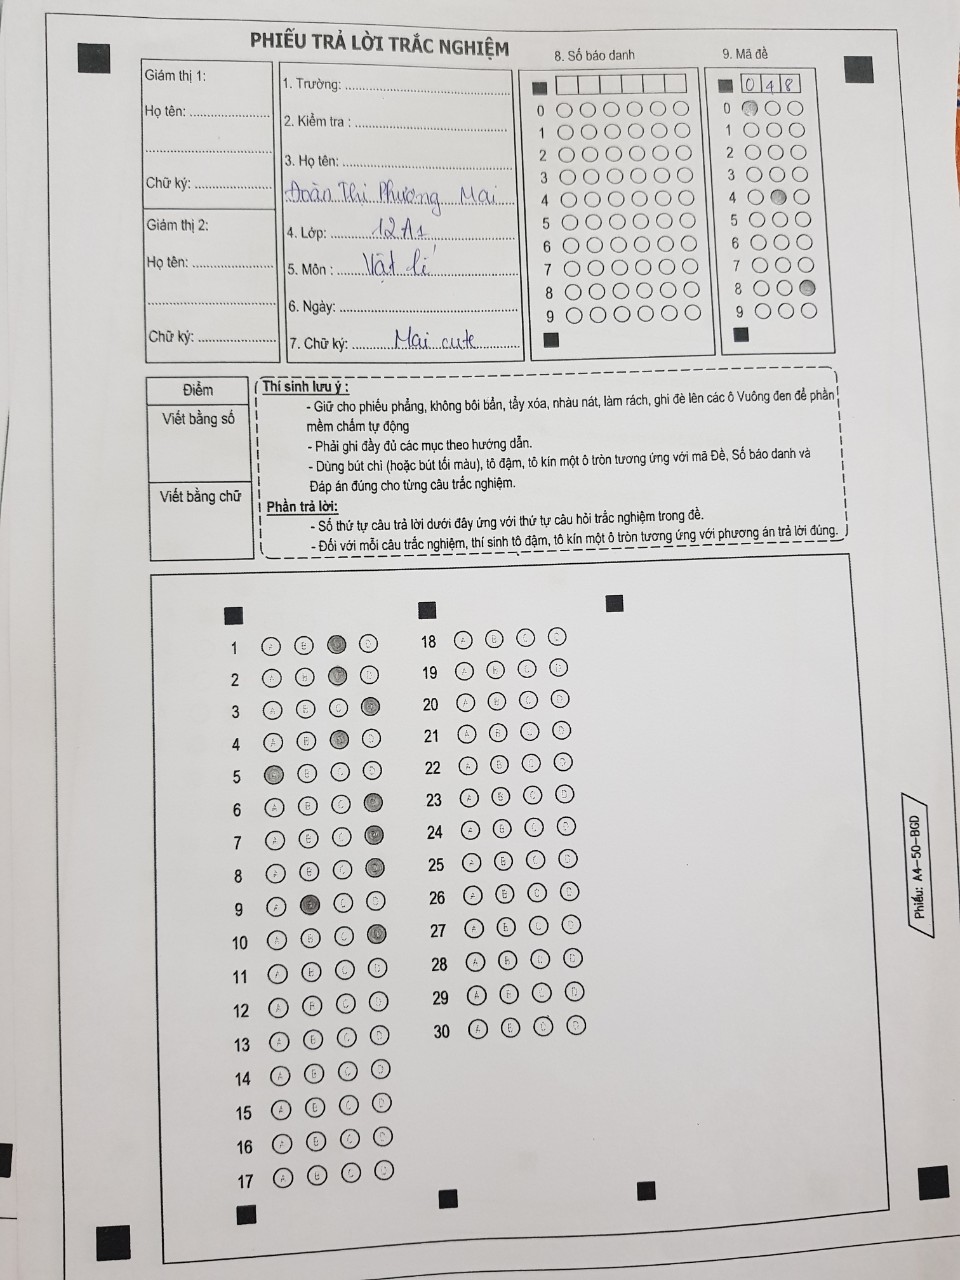 PHIẾU TRẢ LỜI TRẮC NGHIỆM
Giám thị 1:
Họ tên: ....................
Chữ ký: ....................
Giám thị 2:
Họ tên: ....................
Chữ ký: ....................
1. Trường: ....................
2. Kiểm tra : ....................
3. Họ tên: ....................
Đoàn Thị Phương Mai
4. Lớp: 12A1
5. Môn : Vật lí
6. Ngày: ....................
7. Chữ ký: Mai cute
8. Số báo danh
0
1
2
3
4
5
6
7
8
9
9. Mã đề
0 4 8
0
1
2
3
4
5
6
7
8
9
Điểm
Viết bằng số
Viết bằng chữ
Thí sinh lưu ý :
- Giữ cho phiếu phẳng, không bôi bẩn, tẩy xóa, nhàu nát, làm rách, ghi đè lên các ô Vuông đen để phần
mềm chấm tự động
- Phải ghi đầy đủ các mục theo hướng dẫn.
- Dùng bút chì (hoặc bút tối màu), tô đậm, tô kín một ô tròn tương ứng với mã Đề, Số báo danh và
Đáp án đúng cho từng câu trắc nghiệm.
Phần trả lời:
- Số thứ tự câu trả lời dưới đây ứng với thứ tự câu hỏi trắc nghiệm trong đề.
- Đối với mỗi câu trắc nghiệm, thí sinh tô đậm, tô kín một ô tròn tương ứng với phương án trả lời đúng.
1 A B D
2 A B D
3 A B C
4 A B D
5 B C D
6 A B C
7 A B C
8 A B C
9 A C D
10 A B C
11 A B C D
12 A B C D
13 A B C D
14 A B C D
15 A B C D
16 A B C D
17 A B C D
18 A B C D
19 A B C D
20 A B C D
21 A B C D
22 A B C D
23 A B C D
24 A B C D
25 A B C D
26 A B C D
27 A B C D
28 A B C D
29 A B C D
30 A B C D
Phiếu: A4-50-BGD